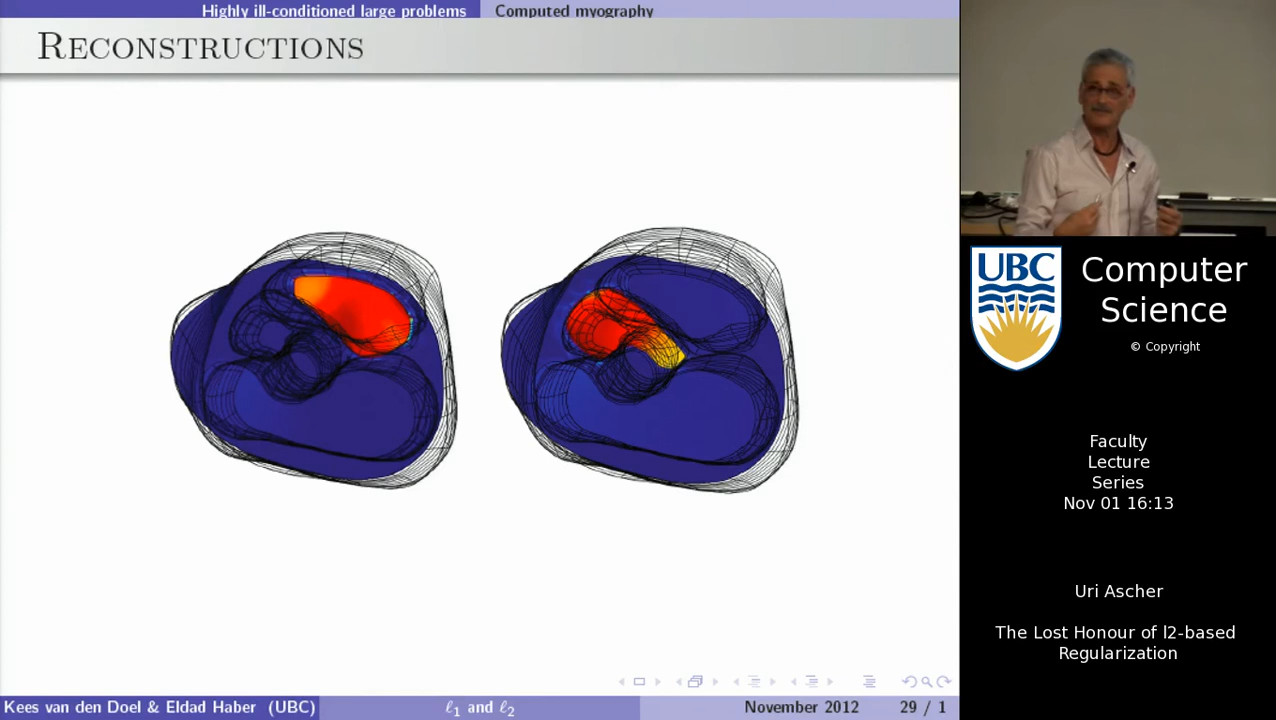 Highly ill-conditioned large problems
Computed myography
RECONSTRUCTIONS
UBC
Computer
Science
© Copyright
Faculty
Lecture
Series
Nov 01 16:13
Uri Ascher
The Lost Honour of l2-based
Regularization
Kees van den Doel & Eldad Haber (UBC)
ℓ1 and ℓ2
November 2012
29 / 1